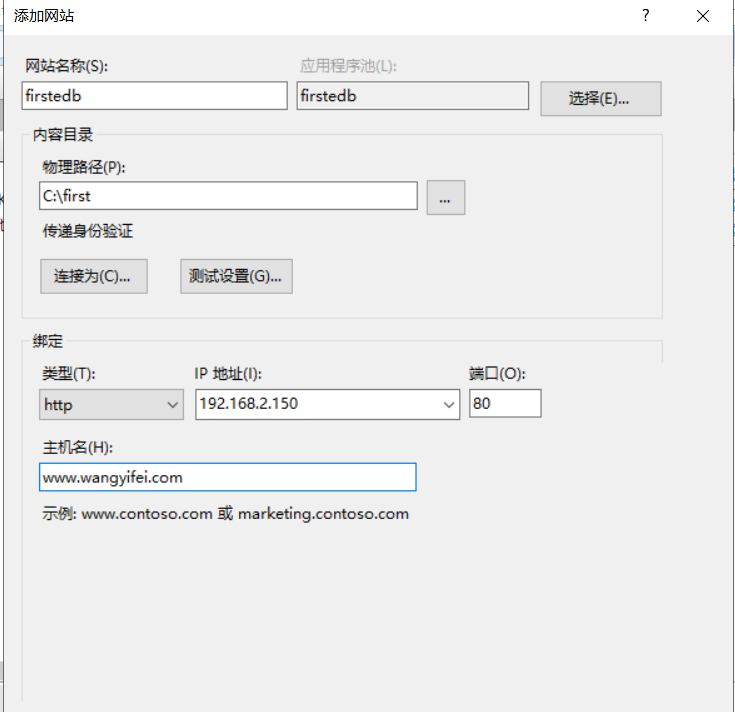 添加网站
?
网站名称(S):
应用程序池(L):
firstedb
firstedb
选择(E)...
内容目录
物理路径(P):
C:\first
...
传递身份验证
连接为(C)...
测试设置(G)...
绑定
类型(T):
IP 地址(I):
端口(O):
http
192.168.2.150
80
主机名(H):
www.wangyifei.com
示例: www.contoso.com 或 marketing.contoso.com